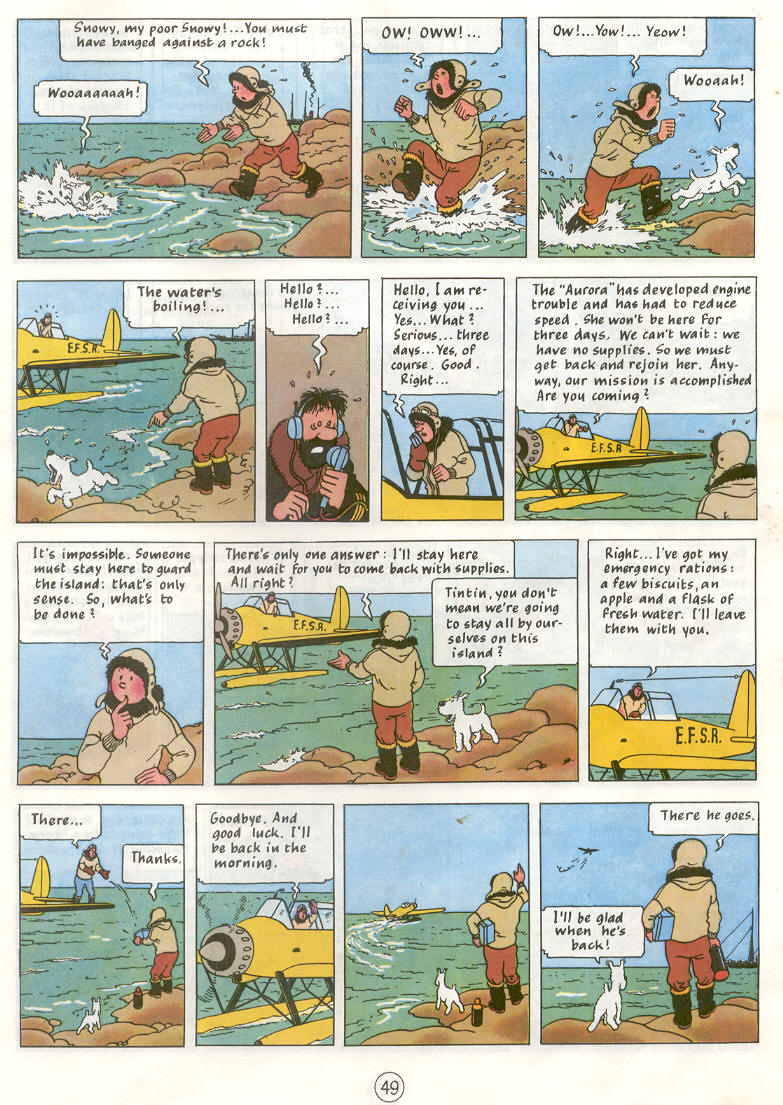 Snowy, my poor Snowy!...You must
have banged against a rock!
Wooaaaaaah!
OW! OWW!...
Ow!...Yow!... Yeow!
Wooaah!
The water's
boiling!...
E.F.S.R.
Hello?...
Hello?...
Hello?...
Hello, I am re-
ceiving you...
Yes... What?
Serious... three
days...Yes, of
course. Good.
Right...
The "Aurora" has developed engine
trouble and has had to reduce
speed. She won't be here for
three days. We can't wait: we
have no supplies. So we must
get back and rejoin her. Any-
way, our mission is accomplished
Are you coming?
E.F.S.R
It's impossible. Someone
must stay here to guard
the island: that's only
sense. So, what's to
be done?
There's only one answer: I'll stay here
and wait for you to come back with supplies.
All right?
E.F.S.R.
Tintin, you don't
mean we're going
to stay all by our-
selves on this
island?
Right... I've got my
emergency rations:
a few biscuits, an
apple and a flask of
fresh water. I'll leave
them with you.
E.F.S.R.
There...
Thanks.
Goodbye. And
good luck. I'll
be back in the
morning.
There he goes.
I'll be glad
when he's
back!
49